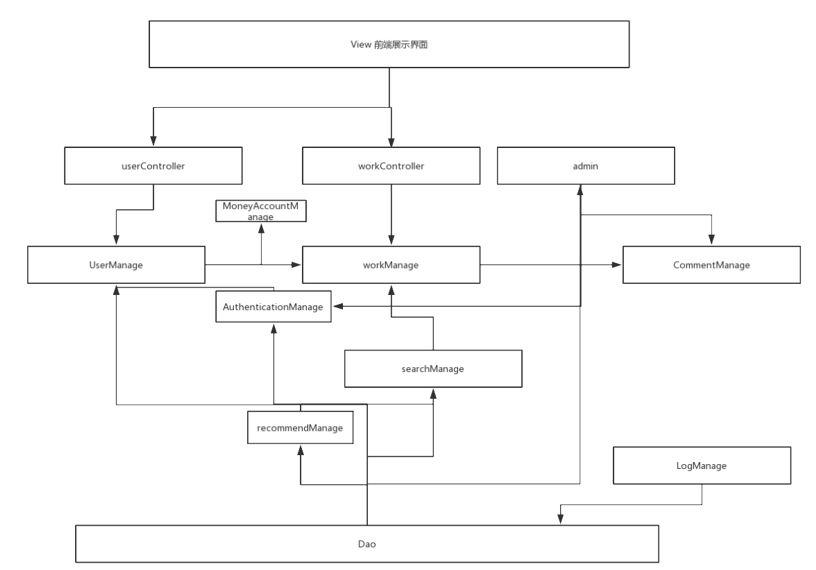 View 前端展示界面
userController
workController
admin
MoneyAccountM
anage
UserManage
workManage
CommentManage
AuthenticationManage
searchManage
recommendManage
LogManage
Dao